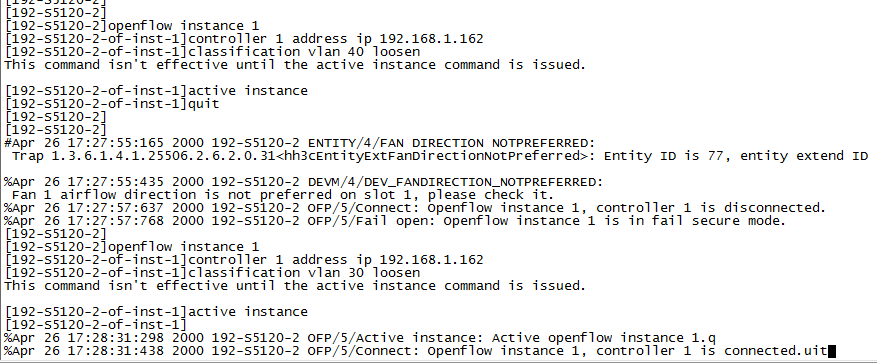 [192-S5120-2]
[192-S5120-2]
[192-S5120-2]openflow instance 1
[192-S5120-2-of-inst-1]controller 1 address ip 192.168.1.162
[192-S5120-2-of-inst-1]classification vlan 40 loosen
This command isn't effective until the active instance command is issued.
[192-S5120-2-of-inst-1]active instance
[192-S5120-2-of-inst-1]quit
[192-S5120-2]
[192-S5120-2]
#Apr 26 17:27:55:165 2000 192-S5120-2 ENTITY/4/FAN DIRECTION NOTPREFERRED:
Trap 1.3.6.1.4.1.25506.2.6.2.0.31<hh3cEntityExtFanDirectionNotPreferred>: Entity ID is 77, entity extend ID
%Apr 26 17:27:55:435 2000 192-S5120-2 DEVM/4/DEV_FANDIRECTION_NOTPREFERRED:
Fan 1 airflow direction is not preferred on slot 1, please check it.
%Apr 26 17:27:57:637 2000 192-S5120-2 OFP/5/Connect: Openflow instance 1, controller 1 is disconnected.
%Apr 26 17:27:57:768 2000 192-S5120-2 OFP/5/Fail open: Openflow instance 1 is in fail secure mode.
[192-S5120-2]
[192-S5120-2]openflow instance 1
[192-S5120-2-of-inst-1]controller 1 address ip 192.168.1.162
[192-S5120-2-of-inst-1]classification vlan 30 loosen
This command isn't effective until the active instance command is issued.
[192-S5120-2-of-inst-1]active instance
[192-S5120-2-of-inst-1]
%Apr 26 17:28:31:298 2000 192-S5120-2 OFP/5/Active instance: Active openflow instance 1.q
%Apr 26 17:28:31:438 2000 192-S5120-2 OFP/5/Connect: Openflow instance 1, controller 1 is connected.uit